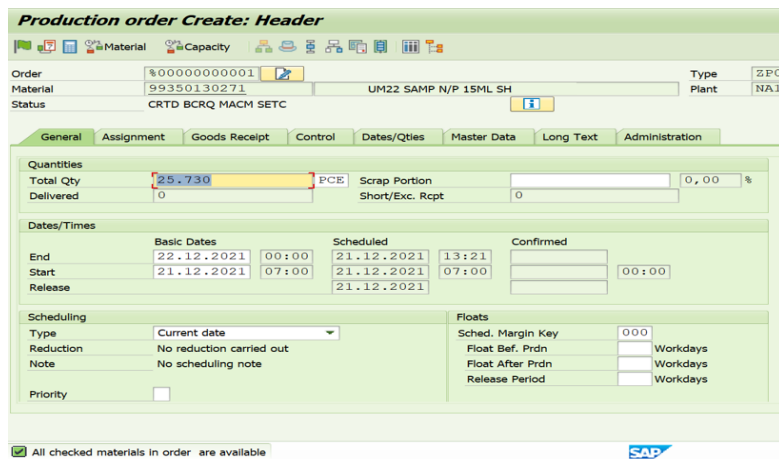 Production order Create: Header
Material Capacity
Order %00000000001 Type ZPO
Material 99350130271 UM22 SAMP N/P 15ML SH Plant NA1
Status CRTD BCRQ MACM SETC
General Assignment Goods Receipt Control Dates/Qties Master Data Long Text Administration
Quantities
Total Qty 25.730 PCE Scrap Portion 0,00 %
Delivered 0 Short/Exc. Rcpt 0
Dates/Times
Basic Dates Scheduled Confirmed
End 22.12.2021 00:00 21.12.2021 13:21
Start 21.12.2021 07:00 21.12.2021 07:00 00:00
Release 21.12.2021
Scheduling Floats
Type Current date Sched. Margin Key 000
Reduction No reduction carried out Float Bef. Prdn Workdays
Note No scheduling note Float After Prdn Workdays
Release Period Workdays
Priority
All checked materials in order are available SAP